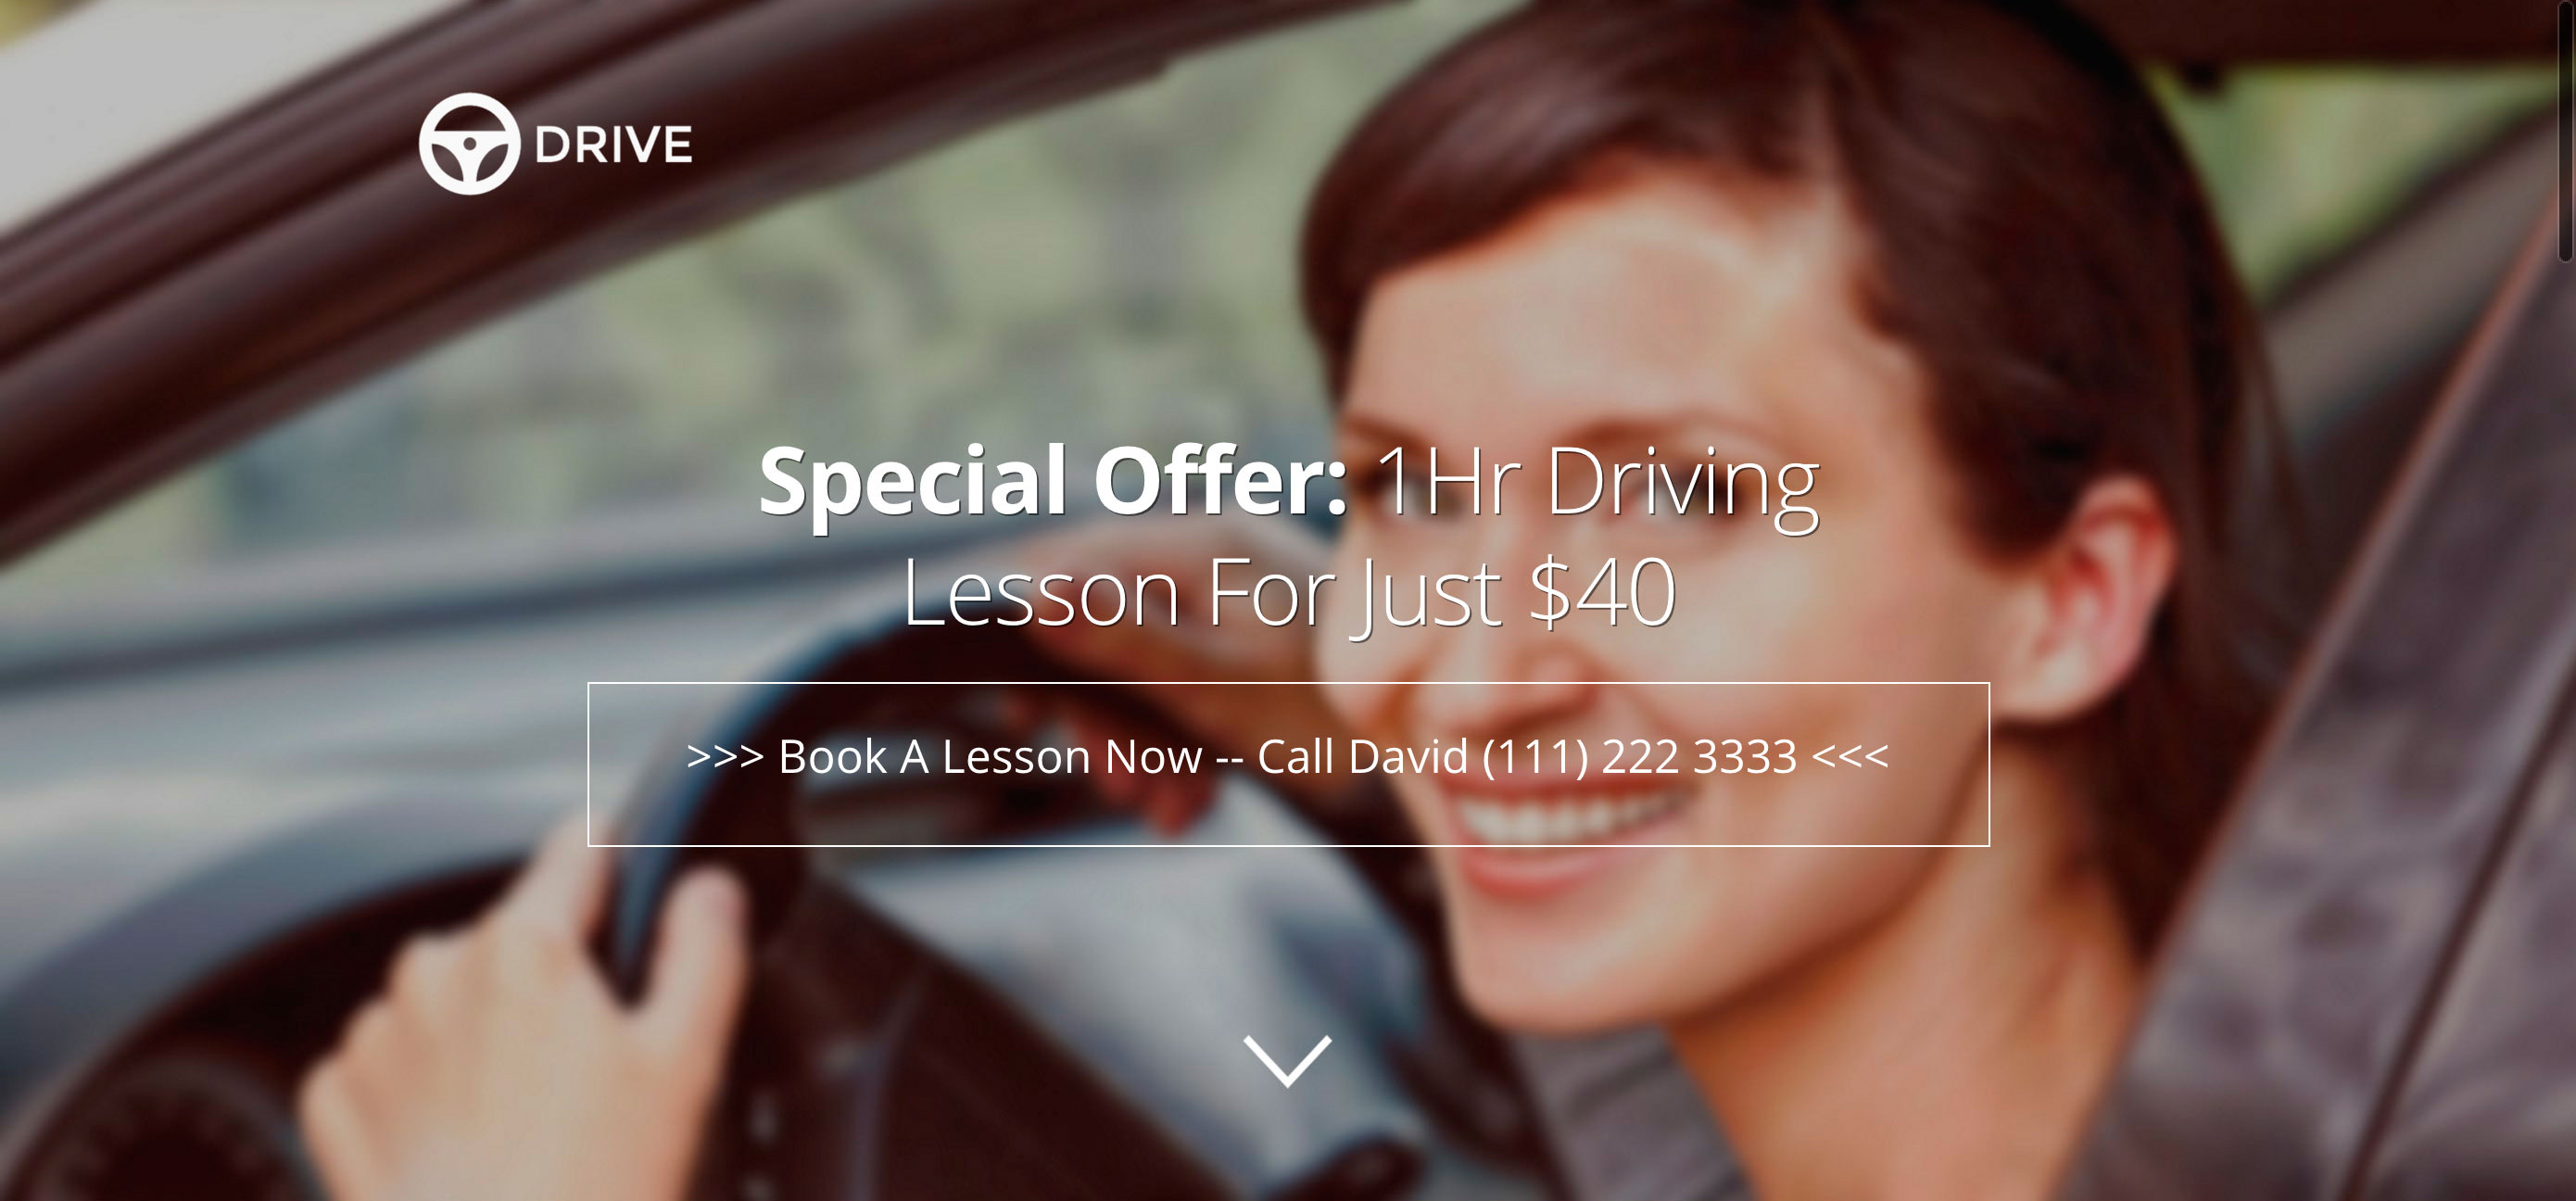 DRIVE
Special Offer: 1Hr Driving
Lesson For Just $40
>>> Book A Lesson Now -- Call David (111) 222 3333 <<<